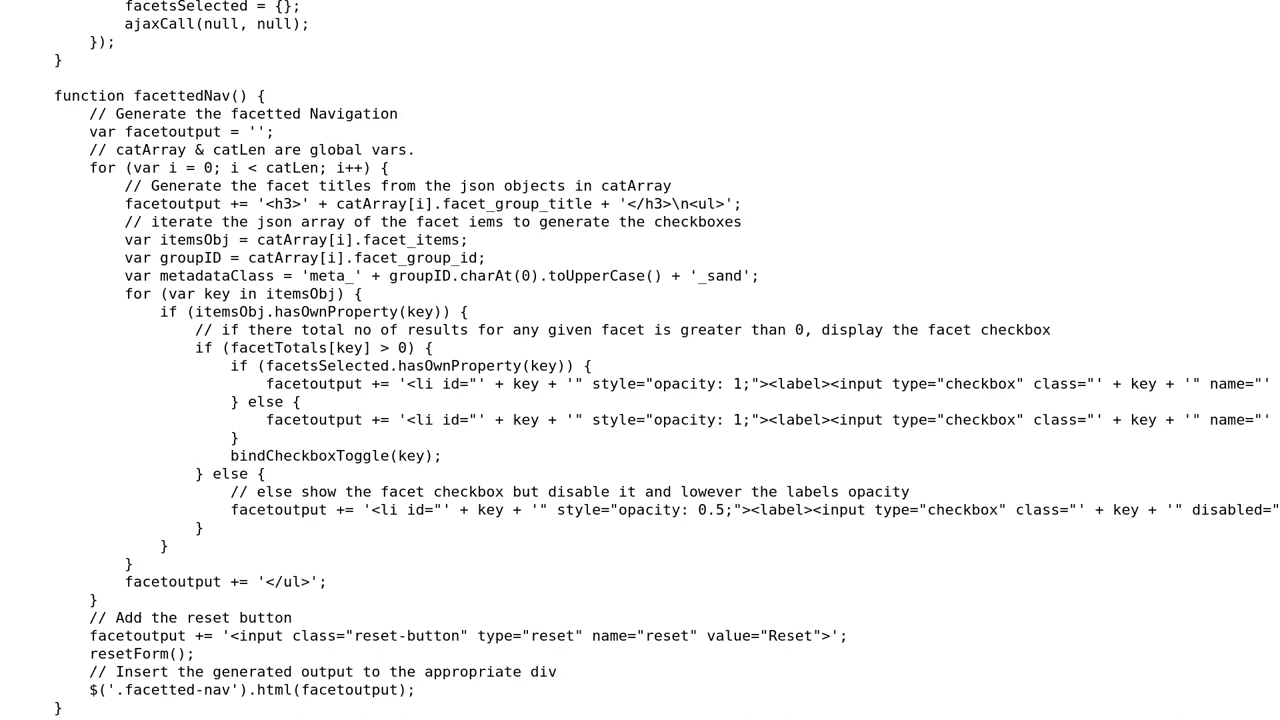 facetsSelected = {};
ajaxCall(null, null);
});
}
function facettedNav() {
// Generate the facetted Navigation
var facetoutput = '';
// catArray & catLen are global vars.
for (var i = 0; i < catLen; i++) {
// Generate the facet titles from the json objects in catArray
facetoutput += '<h3>' + catArray[i].facet_group_title + '</h3>\n<ul>';
// iterate the json array of the facet iems to generate the checkboxes
var itemsObj = catArray[i].facet_items;
var groupID = catArray[i].facet_group_id;
var metadataClass = 'meta_' + groupID.charAt(0).toUpperCase() + '_sand';
for (var key in itemsObj) {
if (itemsObj.hasOwnProperty(key)) {
// if there total no of results for any given facet is greater than 0, display the facet checkbox
if (facetTotals[key] > 0) {
if (facetsSelected.hasOwnProperty(key)) {
facetoutput += '<li id="' + key + '" style="opacity: 1;"><label><input type="checkbox" class="' + key + '" name="'
} else {
facetoutput += '<li id="' + key + '" style="opacity: 1;"><label><input type="checkbox" class="' + key + '" name="'
}
bindCheckboxToggle(key);
} else {
// else show the facet checkbox but disable it and lowever the labels opacity
facetoutput += '<li id="' + key + '" style="opacity: 0.5;"><label><input type="checkbox" class="' + key + '" disabled="
}
}
}
facetoutput += '</ul>';
}
// Add the reset button
facetoutput += '<input class="reset-button" type="reset" name="reset" value="Reset">';
resetForm();
// Insert the generated output to the appropriate div
$('.facetted-nav').html(facetoutput);
}